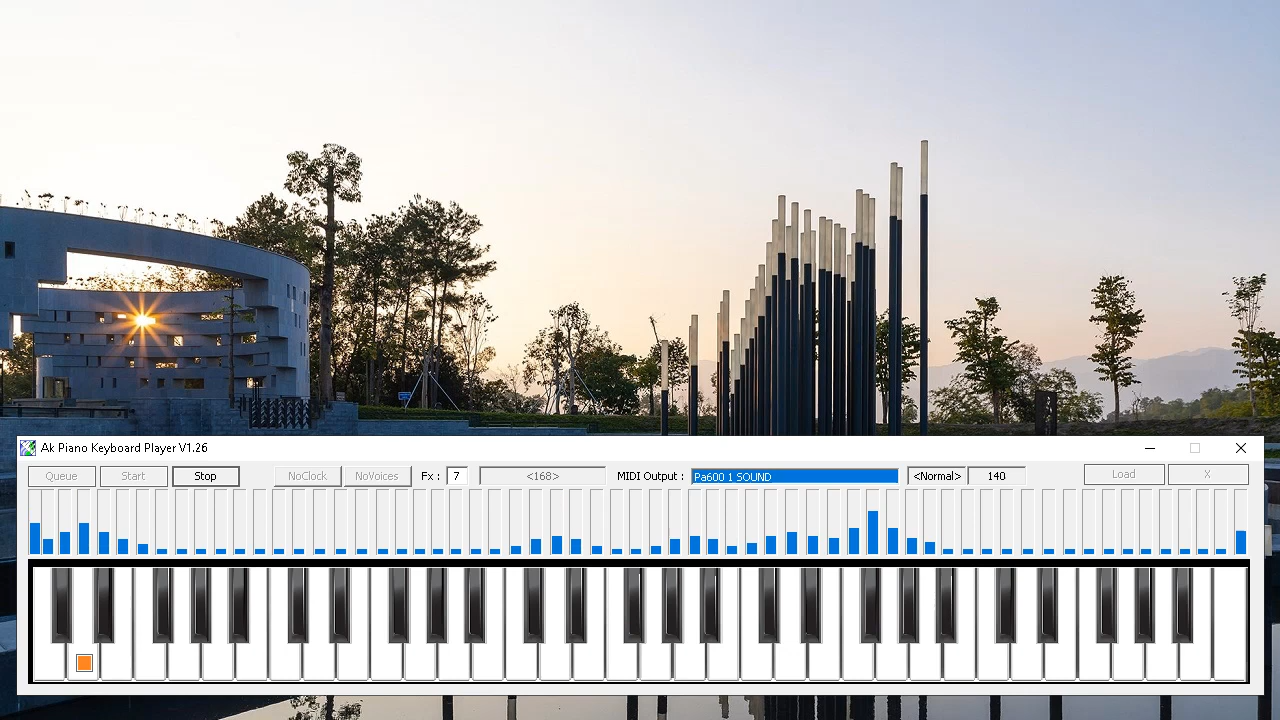 Ak Piano Keyboard Player V1.26
Queue Start Stop NoClock NoVoices Fx : 7 <168> MIDI Output : Pa600 1 SOUND <Normal> 140 Load X